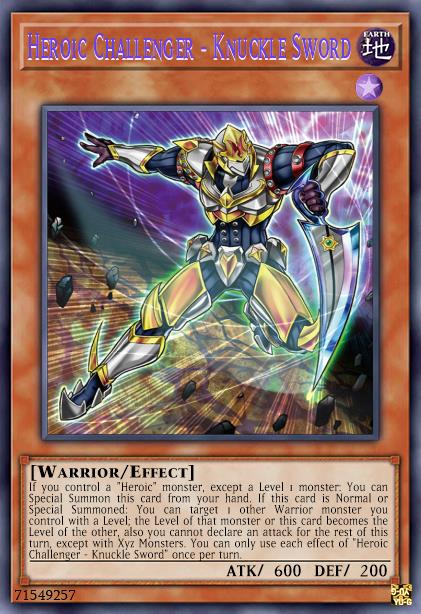 Heroic Challenger - Knuckle Sword
EARTH
地
[Warrior/Effect]
If you control a "Heroic" monster, except a Level 1 monster: You can
Special Summon this card from your hand. If this card is Normal or
Special Summoned: You can target 1 other Warrior monster you
control with a Level; the Level of that monster or this card becomes
the Level of the other, also you cannot declare an attack for the rest of
this turn, except with Xyz Monsters. You can only use each effect of "Heroic
Challenger - Knuckle Sword" once per turn.
ATK/ 600 DEF/ 200
71549257